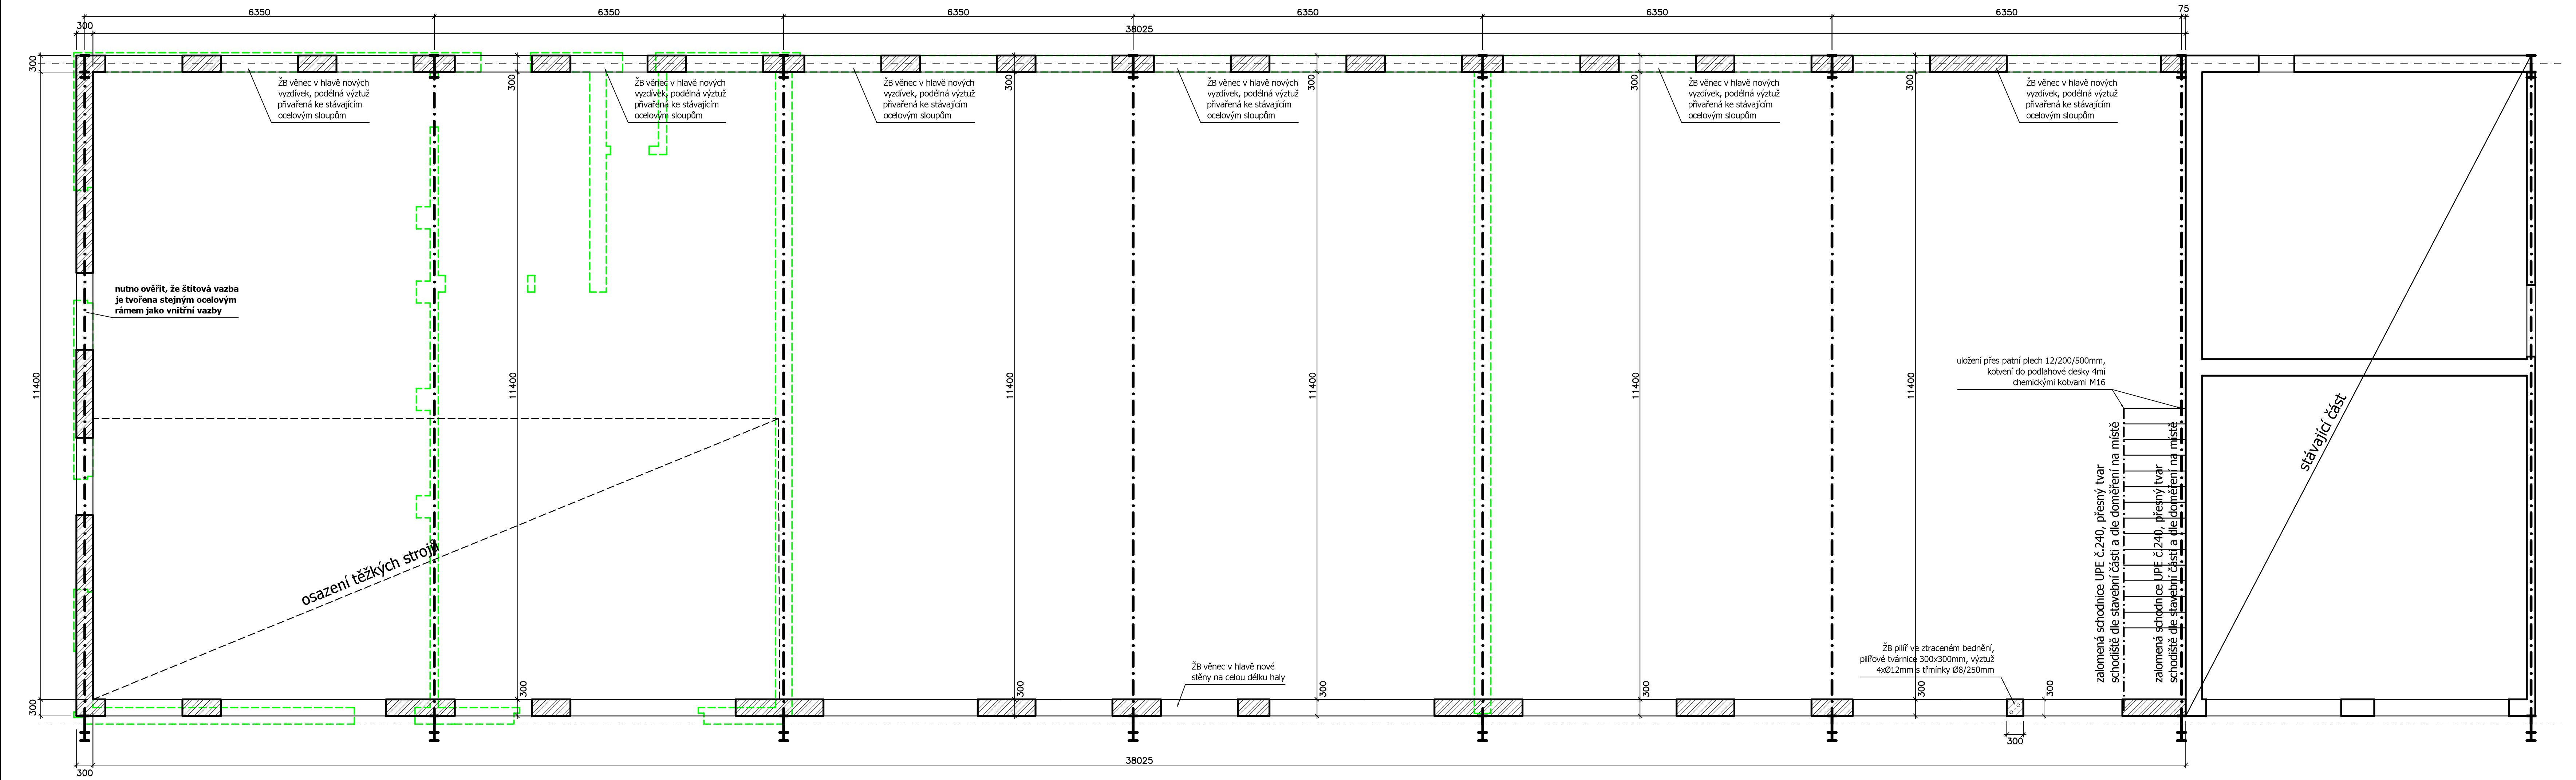 6350
6350
6350
6350
6350
6350
75
300
38025
300
300
300
300
300
300
ŽB věnec v hlavě nových
vyzdívek, podélná výztuž
přivařená ke stávajícím
ocelovým sloupům
ŽB věnec v hlavě nových
vyzdívek, podélná výztuž
přivařená ke stávajícím
ocelovým sloupům
ŽB věnec v hlavě nových
vyzdívek, podélná výztuž
přivařená ke stávajícím
ocelovým sloupům
ŽB věnec v hlavě nových
vyzdívek, podélná výztuž
přivařená ke stávajícím
ocelovým sloupům
ŽB věnec v hlavě nových
vyzdívek, podélná výztuž
přivařená ke stávajícím
ocelovým sloupům
ŽB věnec v hlavě nových
vyzdívek, podélná výztuž
přivařená ke stávajícím
ocelovým sloupům
nutno ověřit, že štítová vazba
je tvořena stejným ocelovým
rámem jako vnitřní vazby
11400
11400
11400
11400
11400
11400
uložení přes patní plech 12/200/500mm,
kotvení do podlahové desky 4mi
chemickými kotvami M16
stávající část
zalomená schodnice UPE č.240, přesný tvar
schodiště dle stavební části a dle doměření na místě
zalomená schodnice UPE č.240, přesný tvar
schodiště dle stavební části a dle doměření na místě
osazení těžkých strojů
ŽB věnec v hlavě nové
stěny na celou délku haly
ŽB pilíř ve ztraceném bednění,
pilířové tvárnice 300x300mm, výztuž
4xØ12mm s třmínky Ø8/250mm
300
300
300
300
300
300
300
300
300
38025